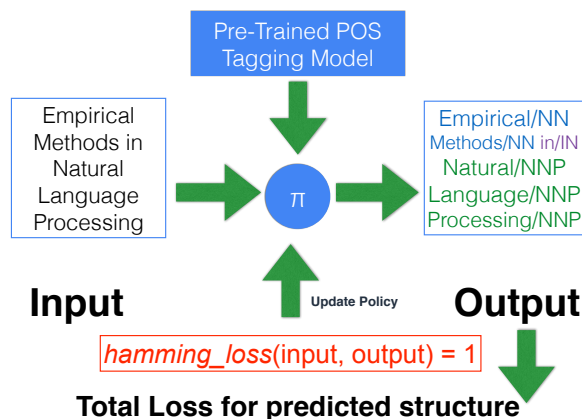 Pre-Trained POS
Tagging Model
Empirical
Methods in
Natural
Language
Processing
π
Empirical/NN
Methods/NN in/IN
Natural/NNP
Language/NNP
Processing/NNP
Input
Update Policy
Output
hamming_loss(input, output) = 1
Total Loss for predicted structure